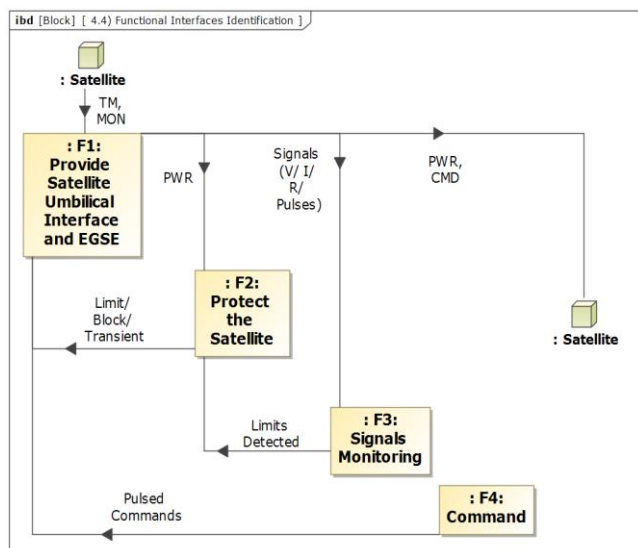 ibd [Block] [ 4.4) Functional Interfaces Identification ]
: Satellite
TM,
MON
: F1:
Provide
Satellite
Umbilical
Interface
and EGSE
PWR
Signals
(V/ I/
R/
Pulses)
PWR,
CMD
: F2:
Protect
the
Satellite
Limit/
Block/
Transient
: Satellite
: F3:
Signals
Monitoring
Limits
Detected
: F4:
Command
Pulsed
Commands